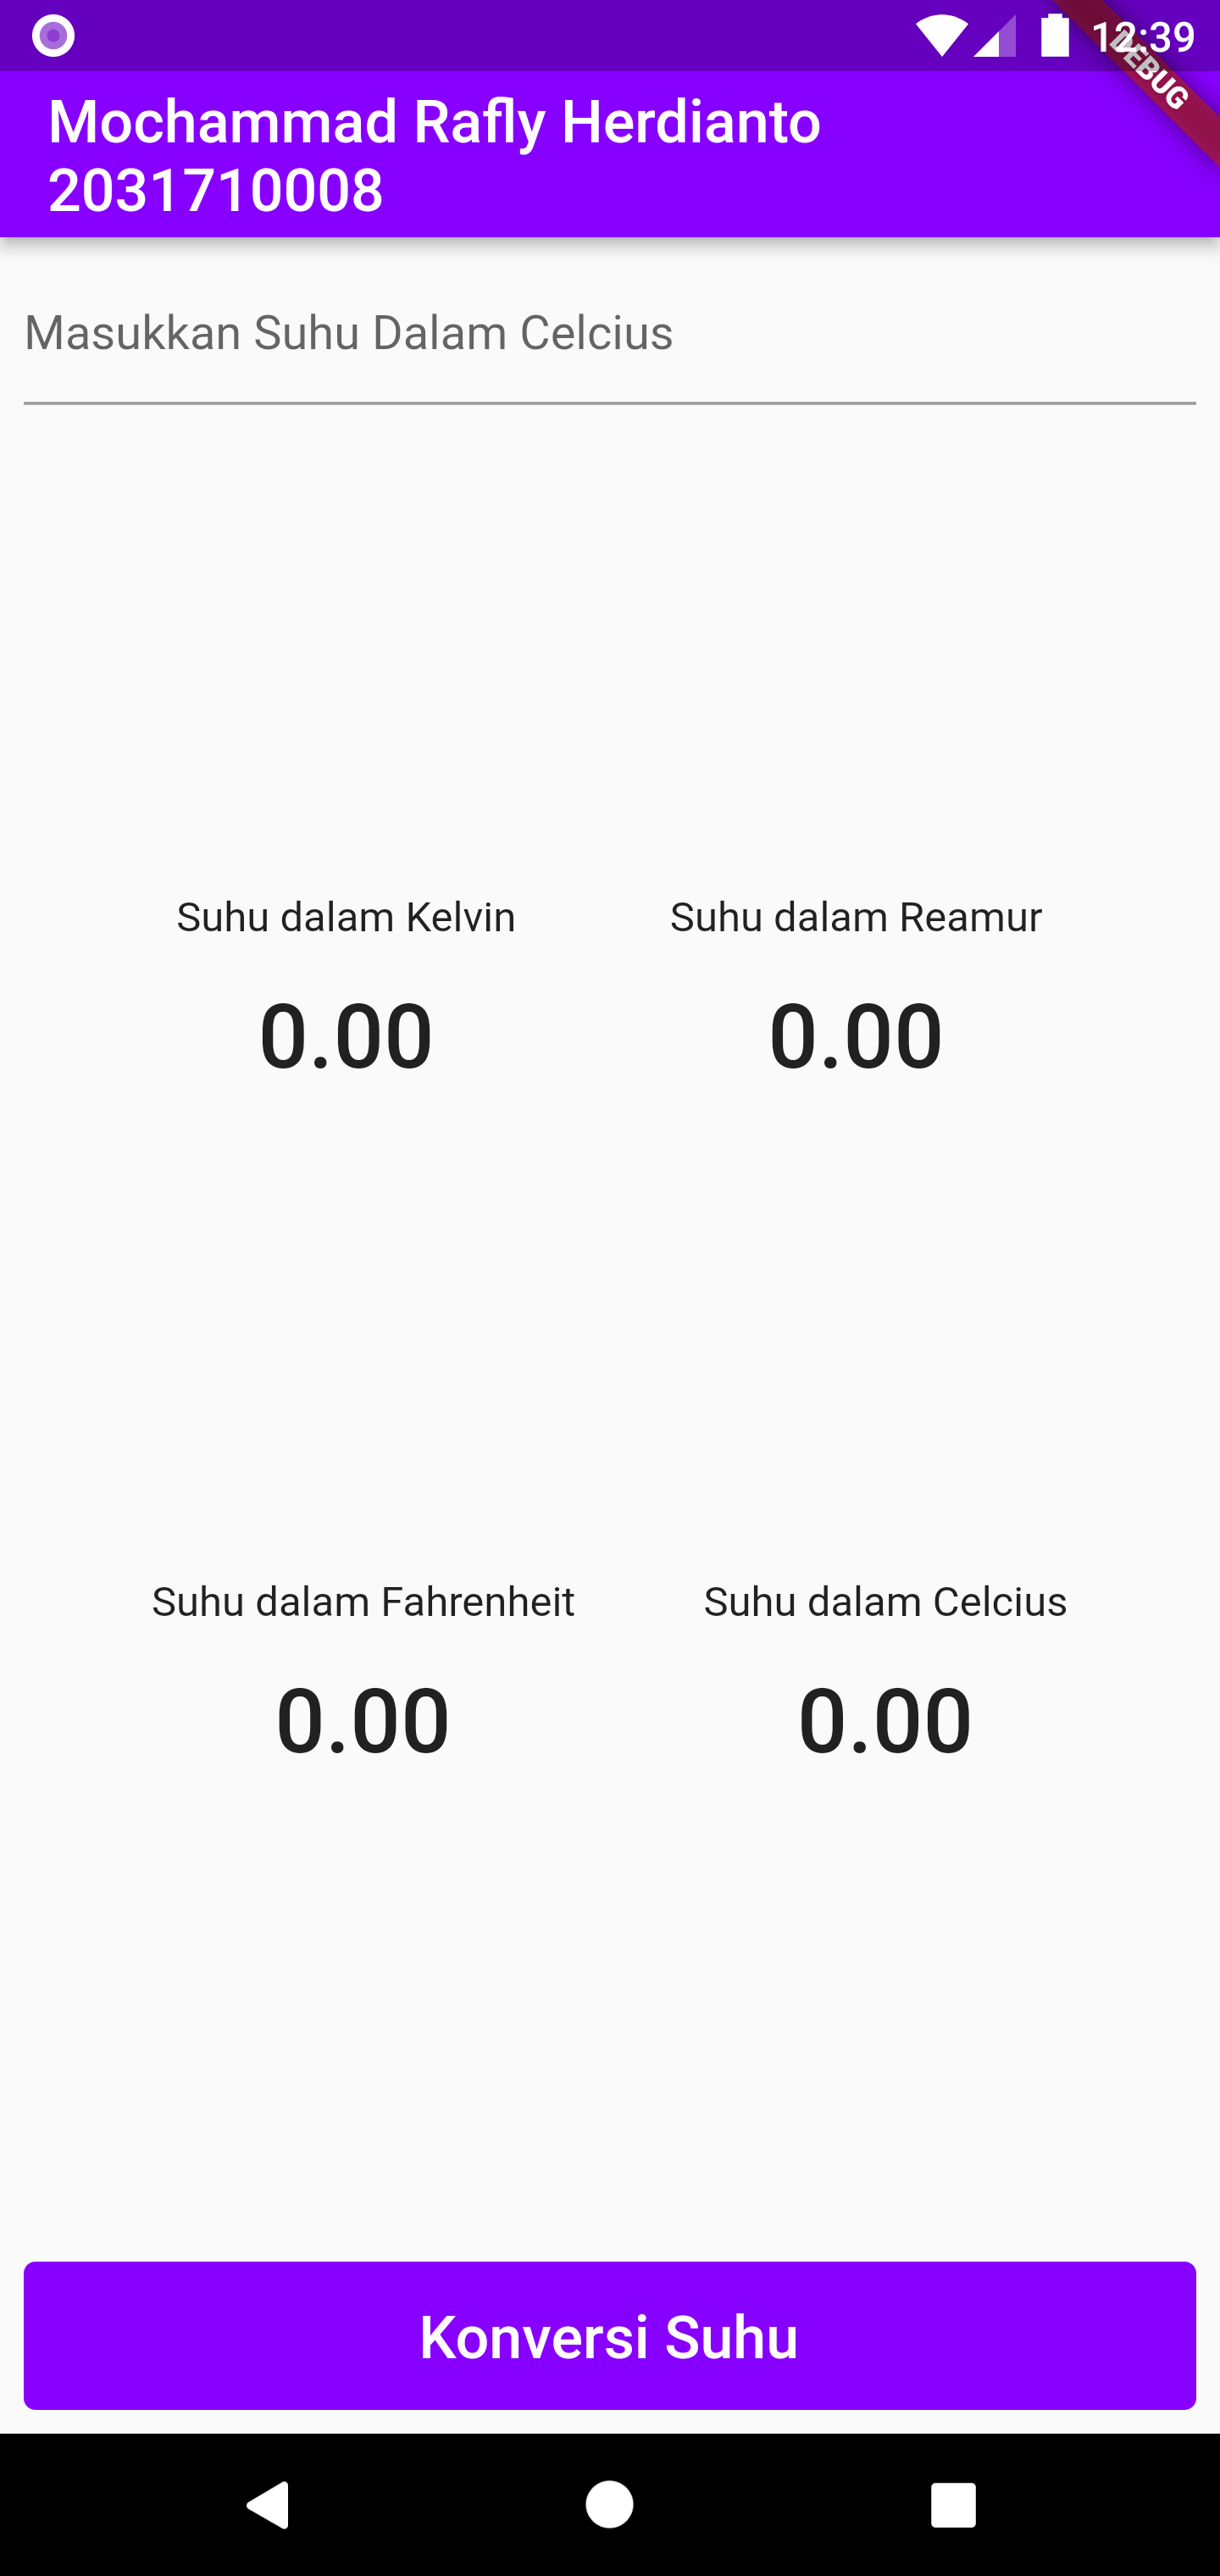 12:39
DEBUG
Mochammad Rafly Herdianto
2031710008
Masukkan Suhu Dalam Celcius
Suhu dalam Kelvin
Suhu dalam Reamur
0.00
0.00
Suhu dalam Fahrenheit
Suhu dalam Celcius
0.00
0.00
Konversi Suhu